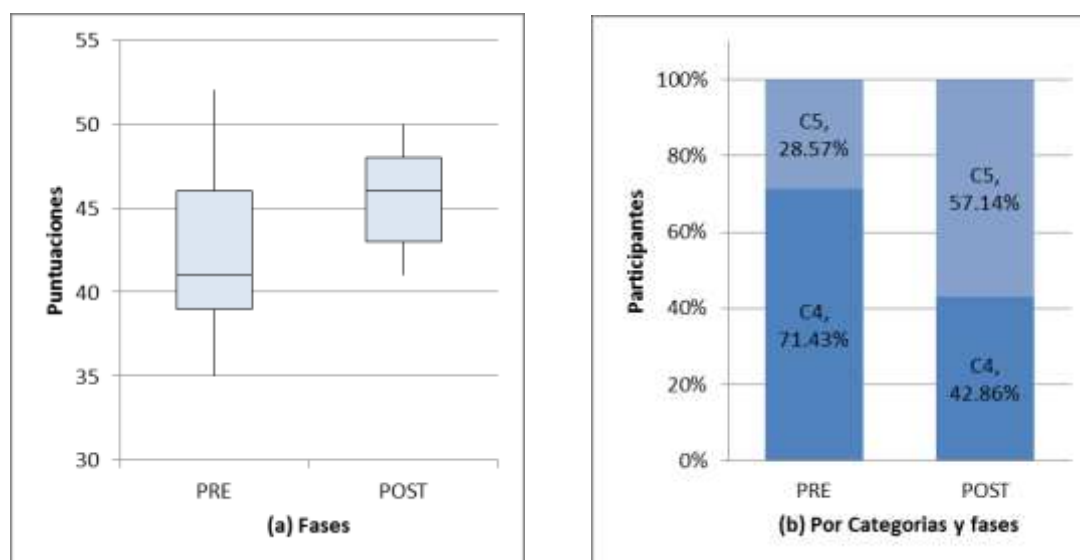 55
50
45
40
35
30
Puntuaciones
PRE POST
(a) Fases
100%
80%
60%
40%
20%
0%
Participantes
C5,
28.57%
C4,
71.43%
C5,
57.14%
C4,
42.86%
PRE POST
(b) Por Categorias y fases